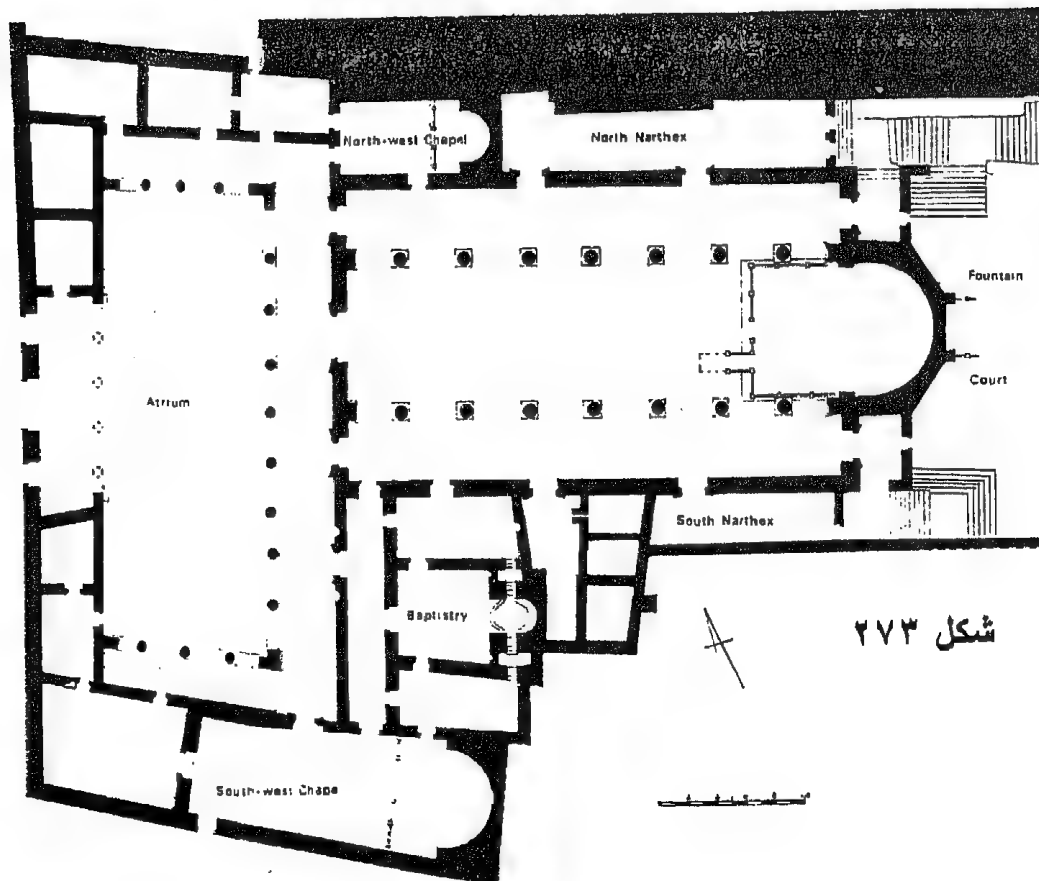 North-west Chapel
North Narthex
Fountain
Court
Atrium
South Narthex
Baptistry
شكل ٢٧٣
South-west Chape